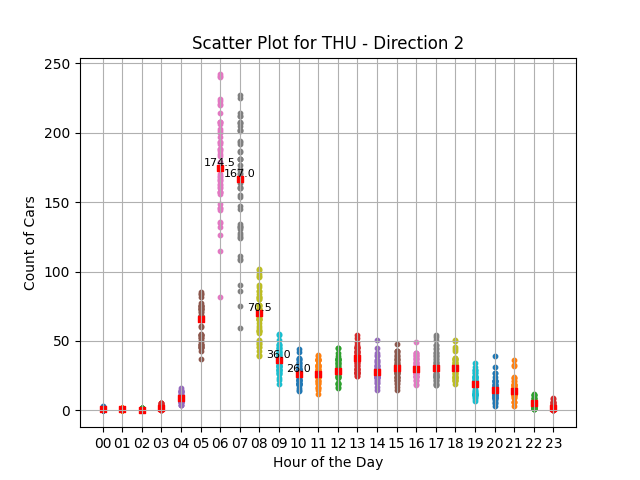 Scatter Plot for THU - Direction 2
Count of Cars
250
200
150
100
50
0
174.5
167.0
70.5
36.0
26.0
00 01 02 03 04 05 06 07 08 09 10 11 12 13 14 15 16 17 18 19 20 21 22 23
Hour of the Day